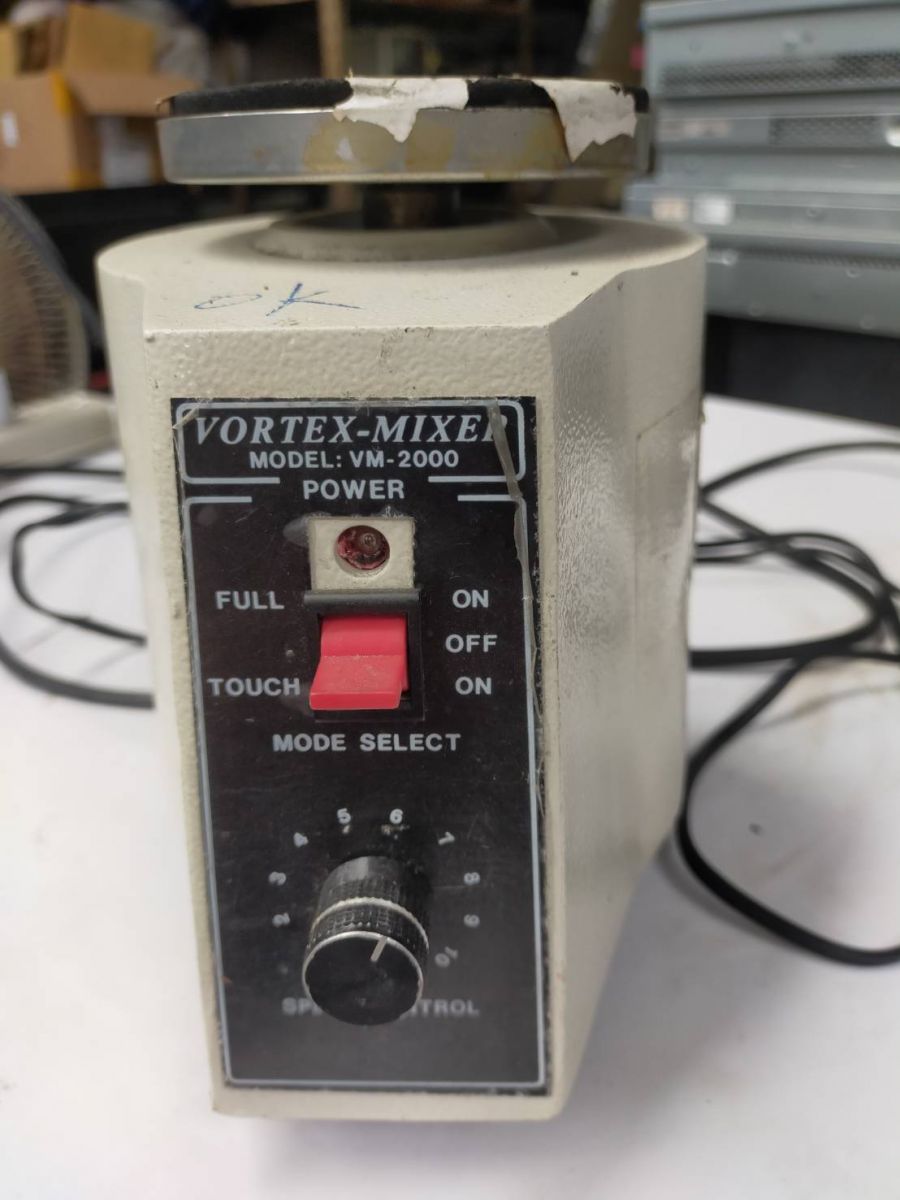 OK
VORTEX-MIXER
MODEL: VM-2000
POWER
FULL ON
OFF
TOUCH ON
MODE SELECT
5 6
4 7
3 8
2 9
10